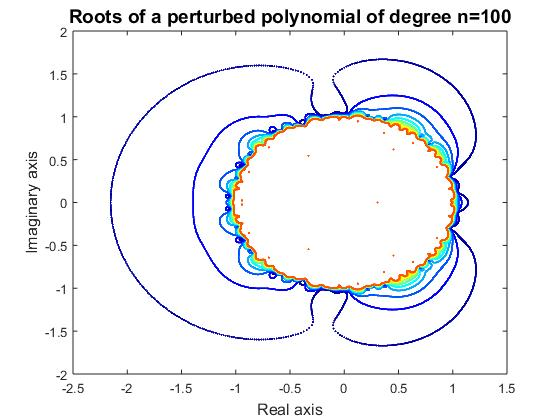 Roots of a perturbed polynomial of degree n=100
2
1.5
1
0.5
0
-0.5
-1
-1.5
-2
Imaginary axis
-2.5 -2 -1.5 -1 -0.5 0 0.5 1 1.5
Real axis